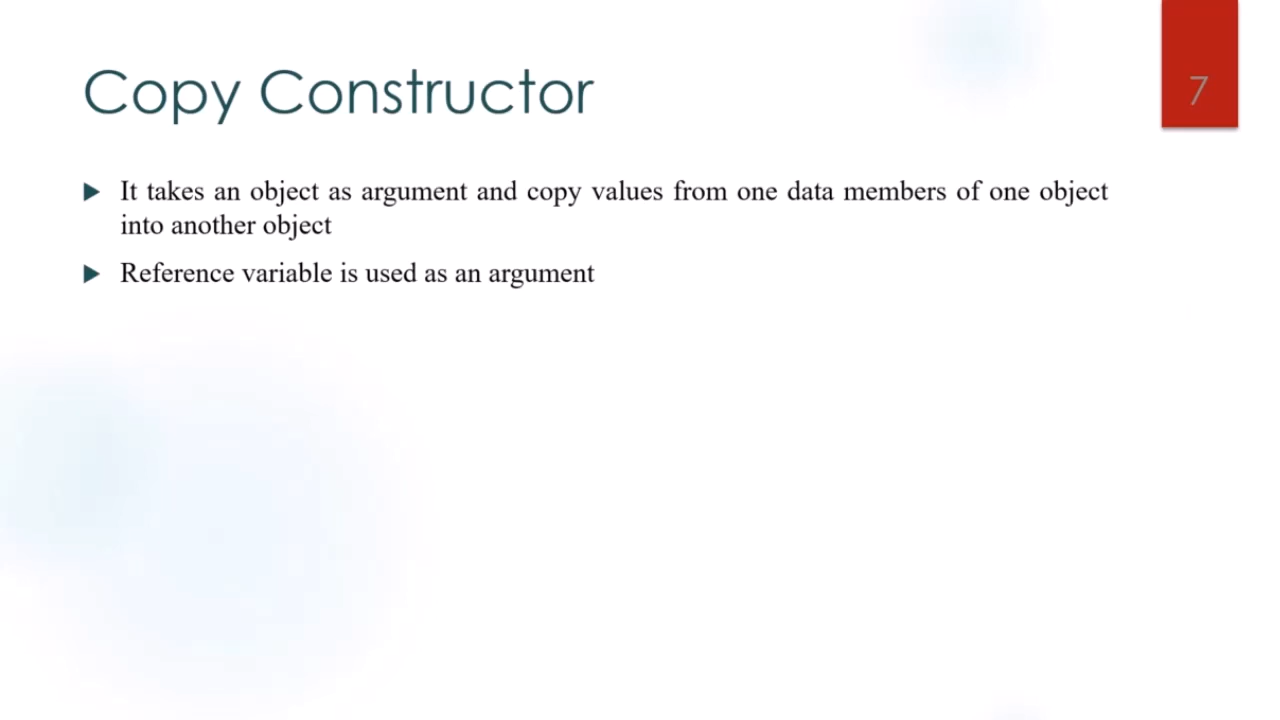 Copy Constructor
7
It takes an object as argument and copy values from one data members of one object
into another object
Reference variable is used as an argument